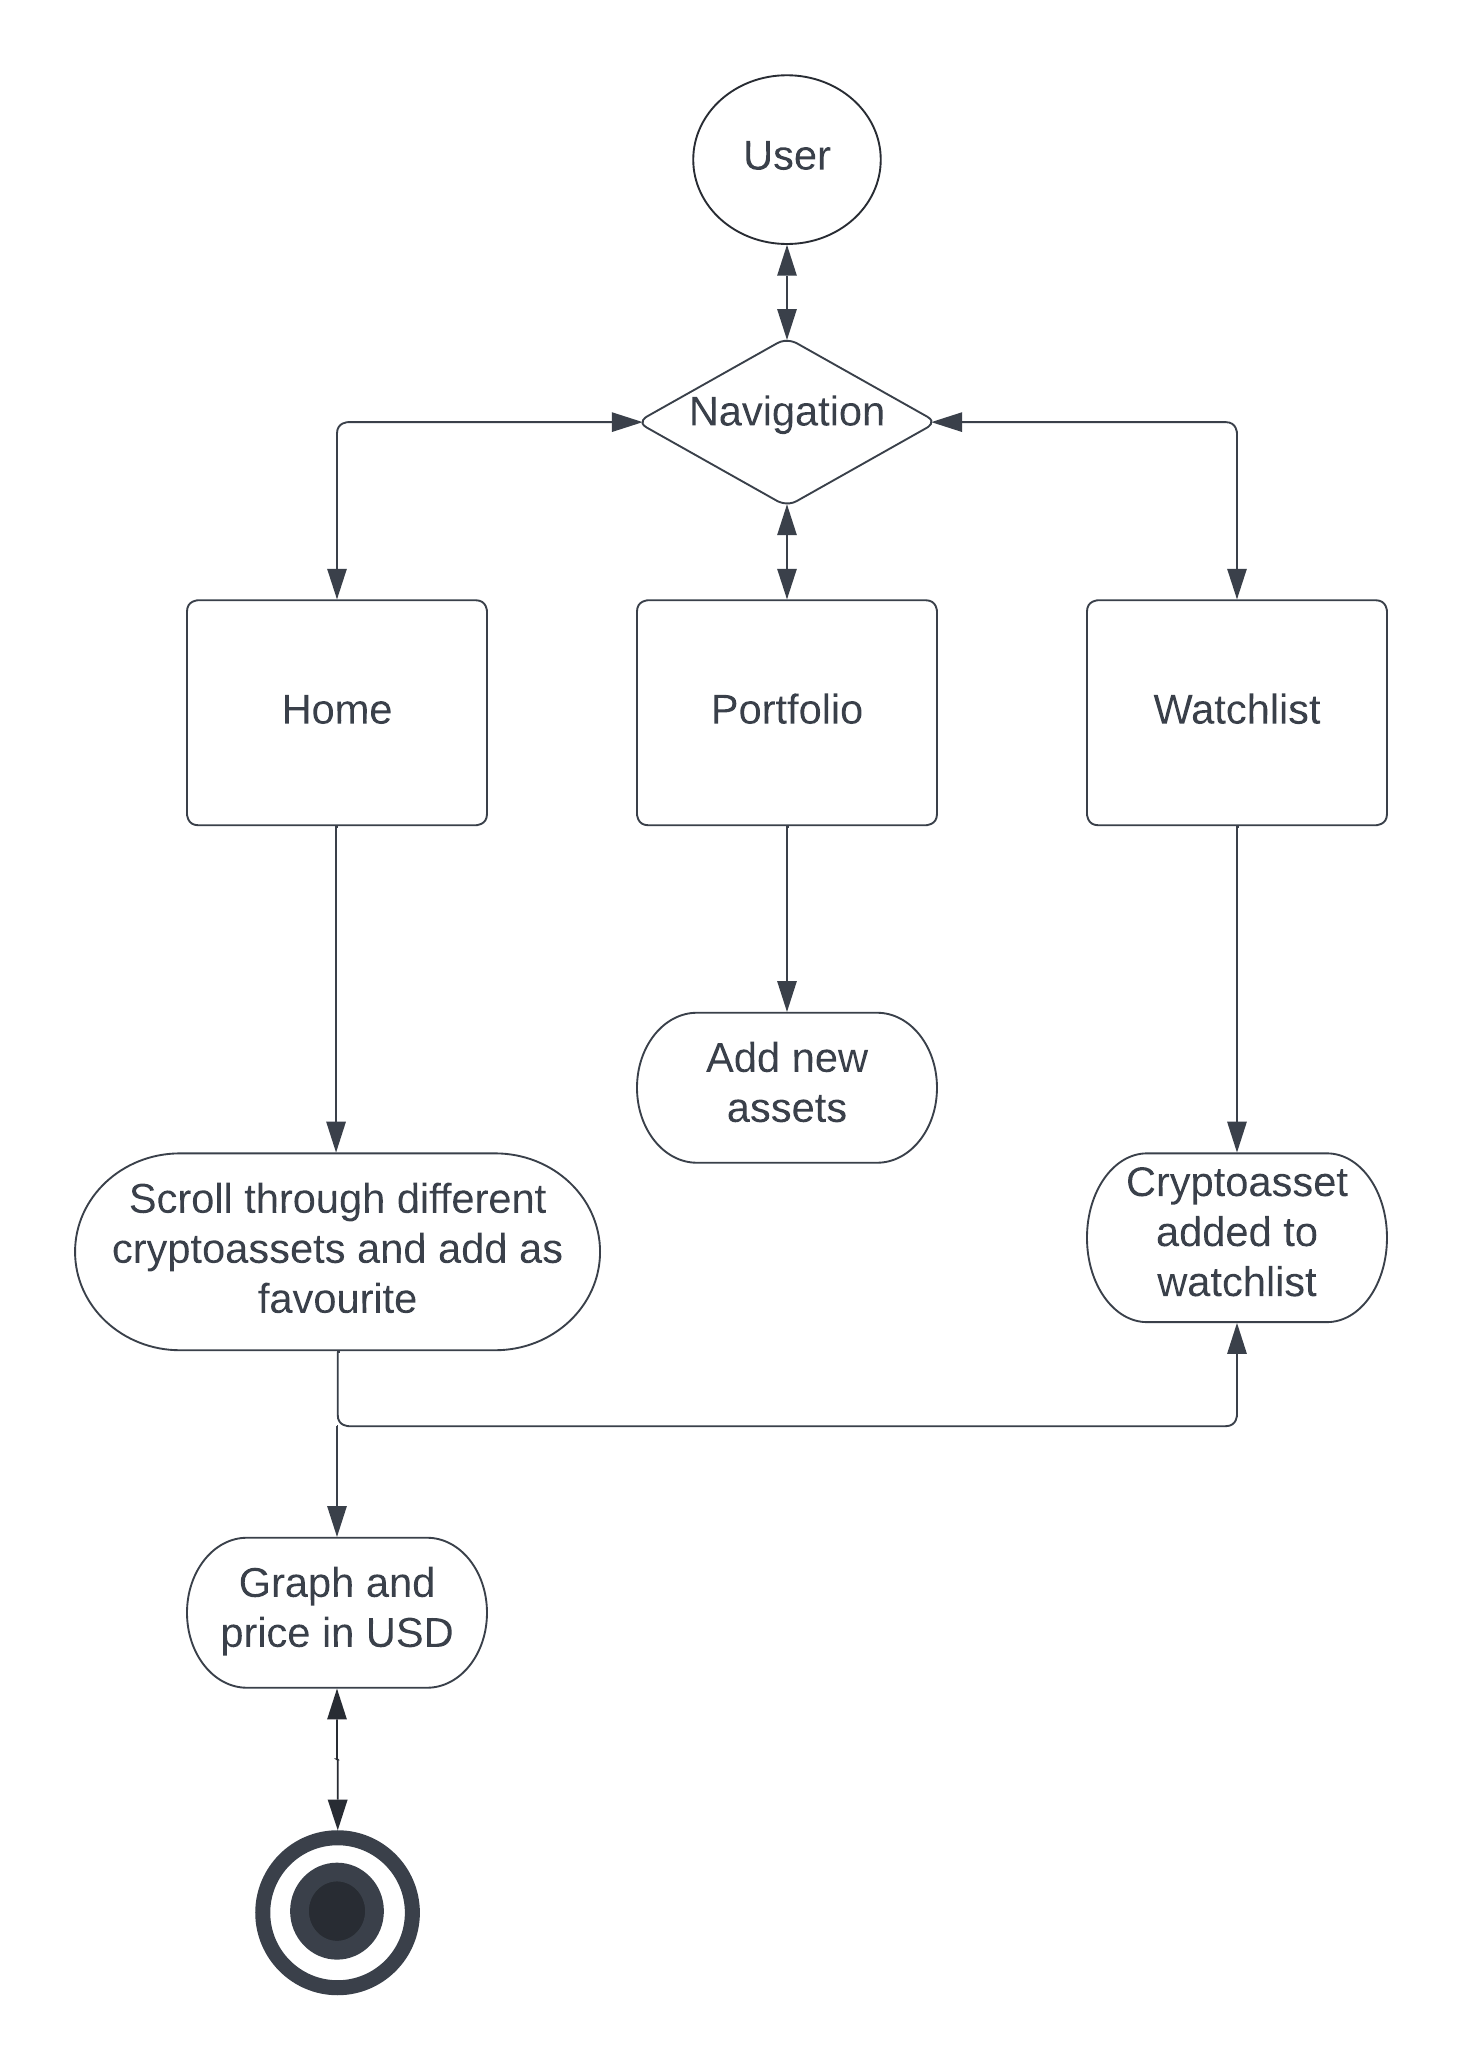 User
Navigation
Home
Portfolio
Watchlist
Add new
assets
Scroll through different
cryptoassets and add as
favourite
Cryptoasset
added to
watchlist
Graph and
price in USD